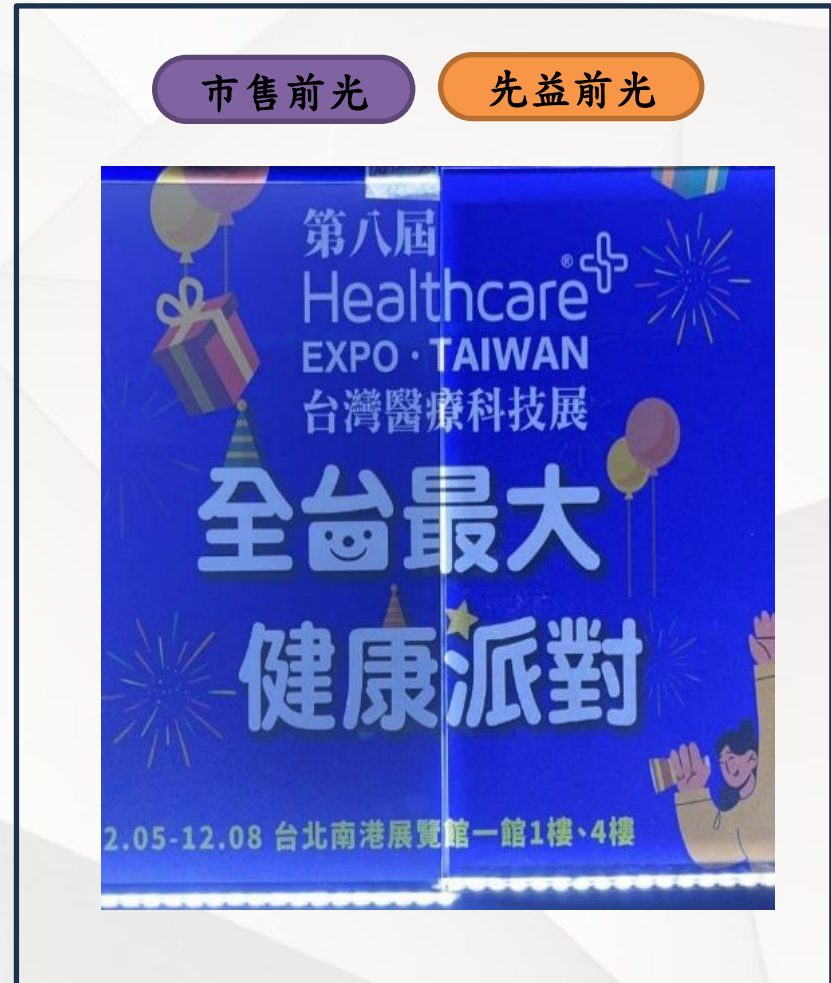 市售前光
先益前光
第八屆
Healthcare®
EXPO · TAIWAN
台灣醫療科技展
全台最大
健康派對
2.05-12.08 台北南港展覽館一館1樓、4樓